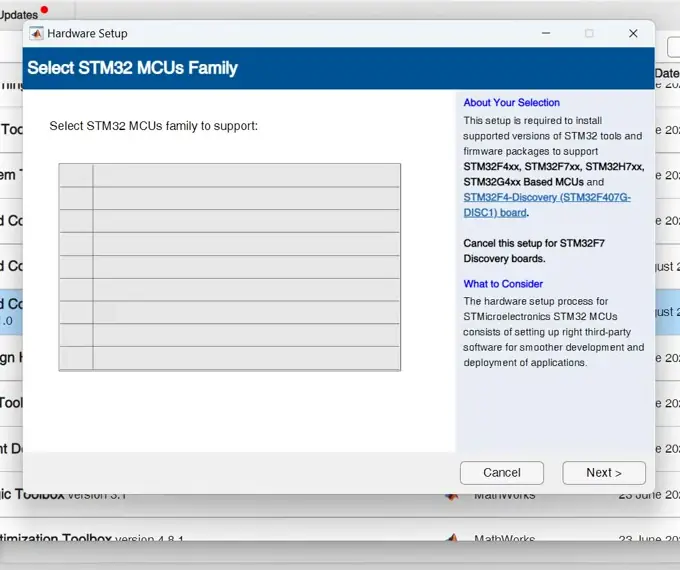 Updates
Hardware Setup
Date
Select STM32 MCUs Family
Select STM32 MCUs family to support:
About Your Selection
This setup is required to install
supported versions of STM32 tools and
firmware packages to support
STM32F4xx, STM32F7xx, STM32H7xx,
STM32G4xx Based MCUs and
STM32F4-Discovery (STM32F407G-
DISC1) board.
Cancel this setup for STM32F7
Discovery boards.
What to Consider
The hardware setup process for
STMicroelectronics STM32 MCUs
consists of setting up right third-party
software for smoother development and
deployment of applications.
Cancel
Next >
gic Toolbox version 3.1
MathWorks
23 June 202
timization Toolbox version 4.8.1
MathWorks
23 June 202